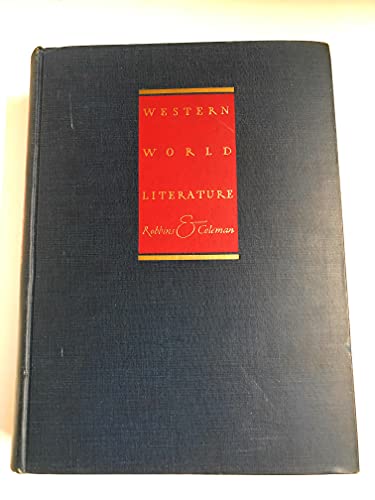 WESTERN
WORLD
LITERATURE
Robbins & Coleman